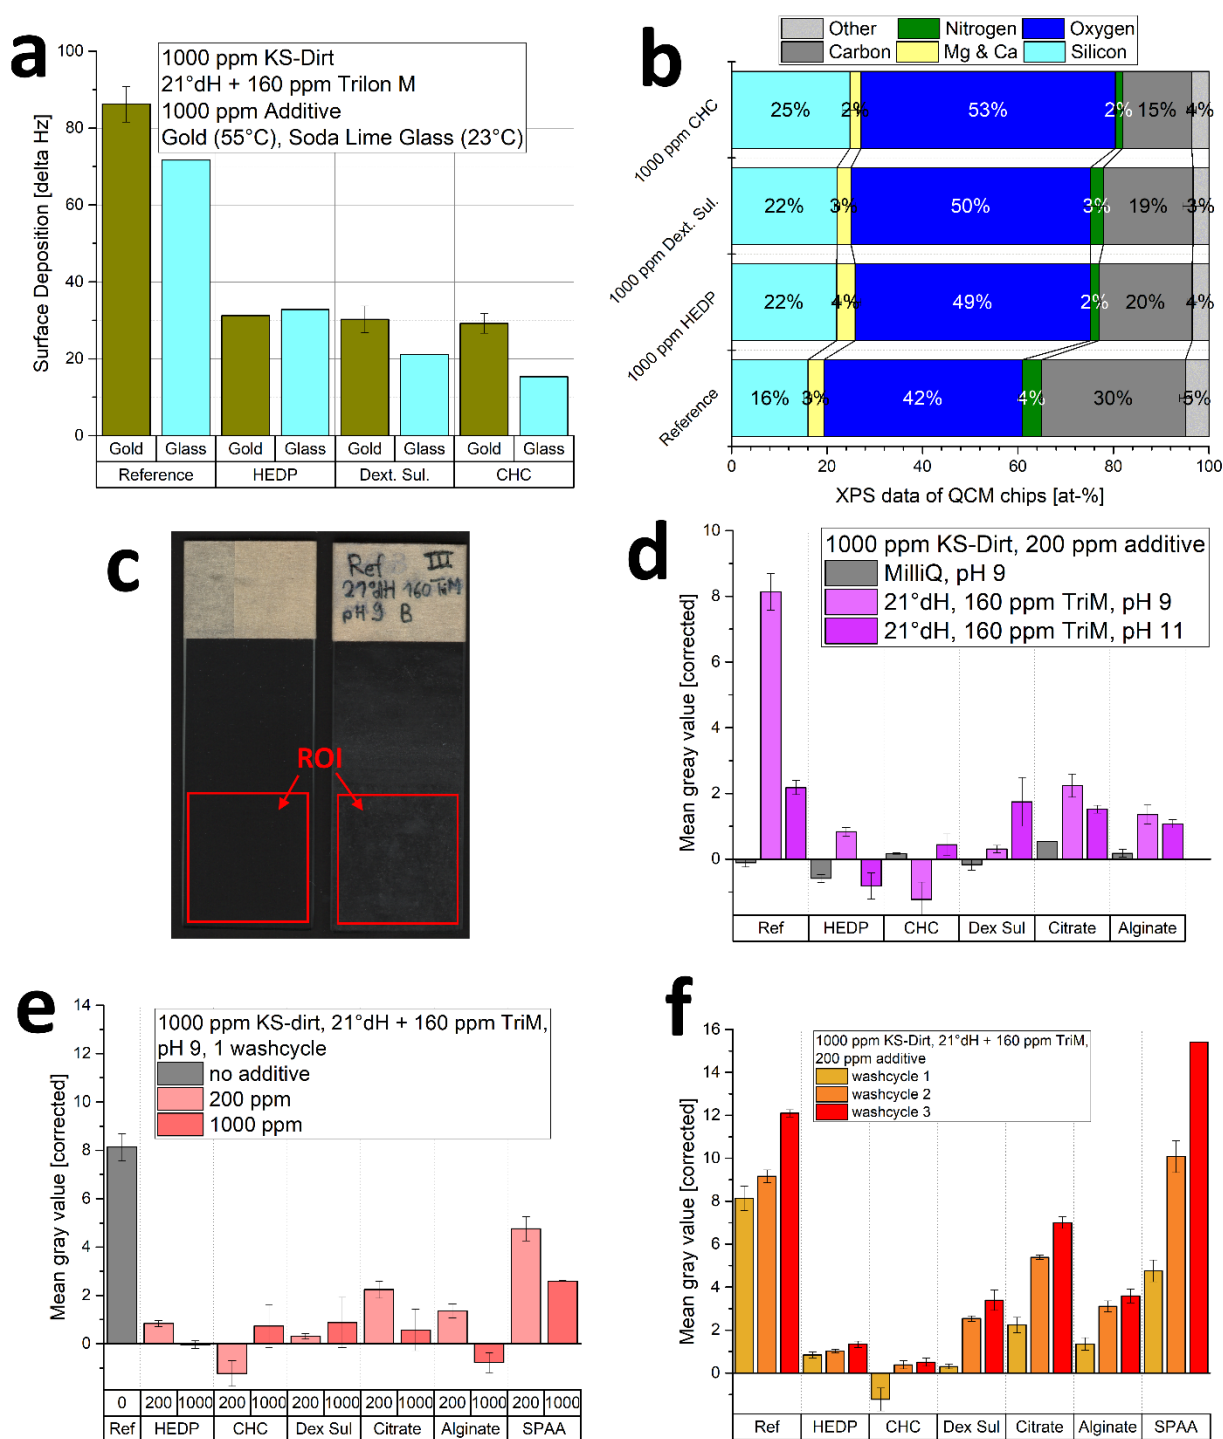 a
1000 ppm KS-Dirt
21°dH + 160 ppm Trilon M
1000 ppm Additive
Gold (55°C), Soda Lime Glass (23°C)
Surface Deposition [delta Hz]
100
80
60
40
20
0
Gold Glass Gold Glass Gold Glass Gold Glass
Reference HEDP Dext. Sul. CHC
b
Other Nitrogen Oxygen
Carbon Mg & Ca Silicon
1000 ppm CHC
25% 2% 53% 2% 15% 4%
1000 ppm Dext. Sul.
22% 3% 50% 3% 19% 3%
1000 ppm HEDP
22% 4% 49% 2% 20% 4%
Reference
16% 3% 42% 4% 30% 5%
0 20 40 60 80 100
XPS data of QCM chips [at-%]
c
Ref III
21°dH 160 TriM
pH 9 B
ROI
d
1000 ppm KS-Dirt, 200 ppm additive
MilliQ, pH 9
21°dH, 160 ppm TriM, pH 9
21°dH, 160 ppm TriM, pH 11
Mean greay value [corrected]
10
8
6
4
2
0
Ref HEDP CHC Dex Sul Citrate Alginate
e
1000 ppm KS-dirt, 21°dH + 160 ppm TriM,
pH 9, 1 washcycle
no additive
200 ppm
1000 ppm
Mean gray value [corrected]
14
12
10
8
6
4
2
0
0 200 1000 200 1000 200 1000 200 1000 200 1000 200 1000
Ref HEDP CHC Dex Sul Citrate Alginate SPAA
f
1000 ppm KS-Dirt, 21°dH + 160 ppm TriM,
200 ppm additive
washcycle 1
washcycle 2
washcycle 3
Mean gray value [corrected]
16
14
12
10
8
6
4
2
0
Ref HEDP CHC Dex Sul Citrate Alginate SPAA